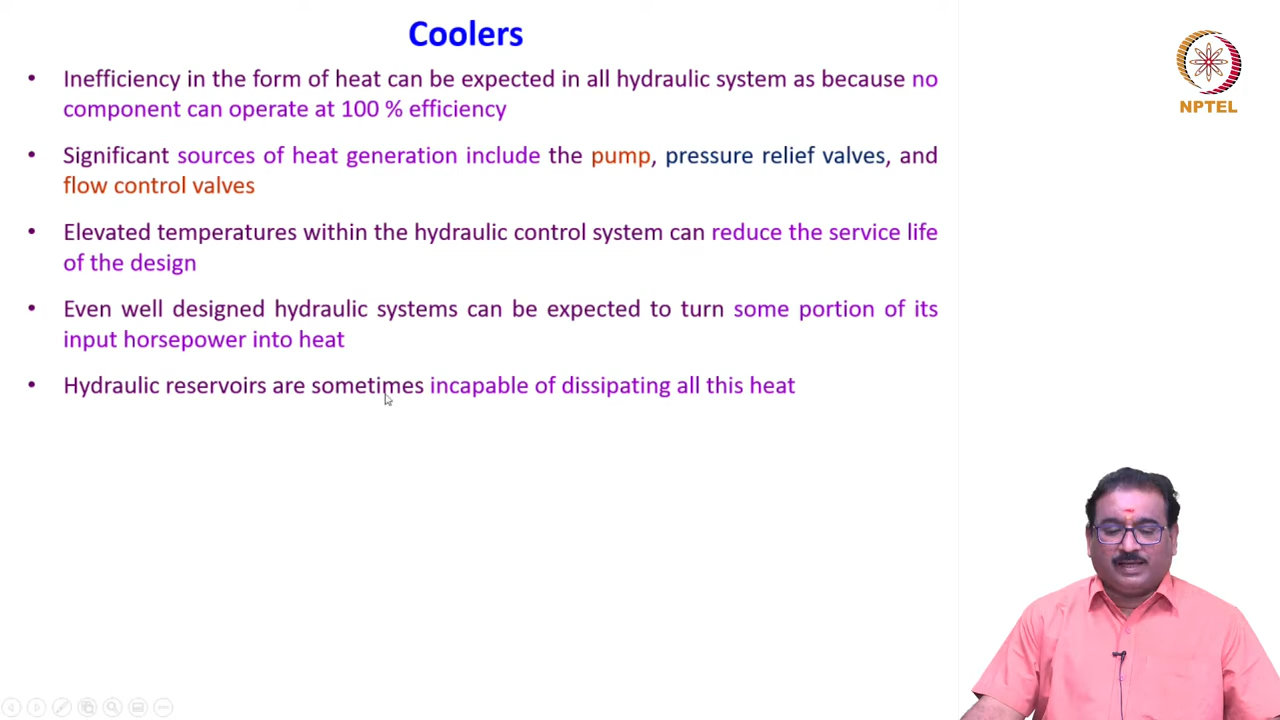 Coolers
• Inefficiency in the form of heat can be expected in all hydraulic system as because no
component can operate at 100 % efficiency
• Significant sources of heat generation include the pump, pressure relief valves, and
flow control valves
• Elevated temperatures within the hydraulic control system can reduce the service life
of the design
• Even well designed hydraulic systems can be expected to turn some portion of its
input horsepower into heat
• Hydraulic reservoirs are sometimes incapable of dissipating all this heat
NPTEL